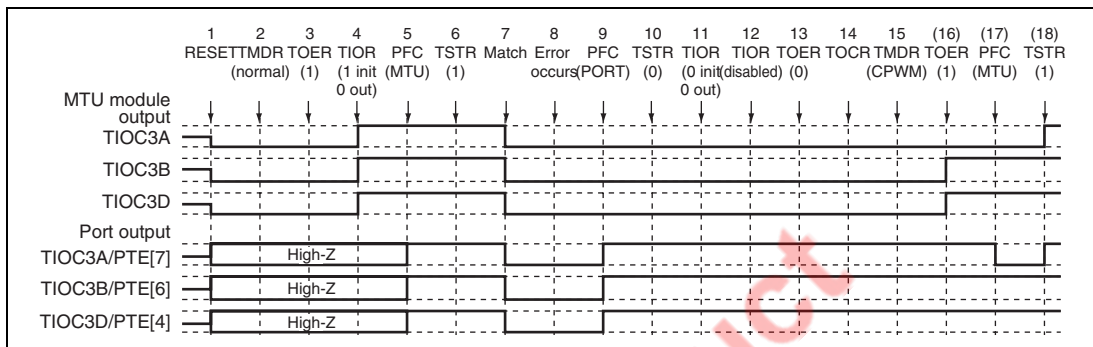 1 2 3 4 5 6 7 8 9 10 11 12 13 14 15 (16) (17) (18)
RESET TMDR TOER TIOR PFC TSTR Match Error PFC TSTR TIOR TIOR TOER TOCR TMDR TOER PFC TSTR
(normal) (1) (1 init (MTU) (1) occurs (PORT) (0) (0 init (disabled) (0) (CPWM) (1) (MTU) (1)
0 out) 0 out)
MTU module
output
TIOC3A
TIOC3B
TIOC3D
Port output
TIOC3A/PTE[7] High-Z
TIOC3B/PTE[6] High-Z
TIOC3D/PTE[4] High-Z
uct